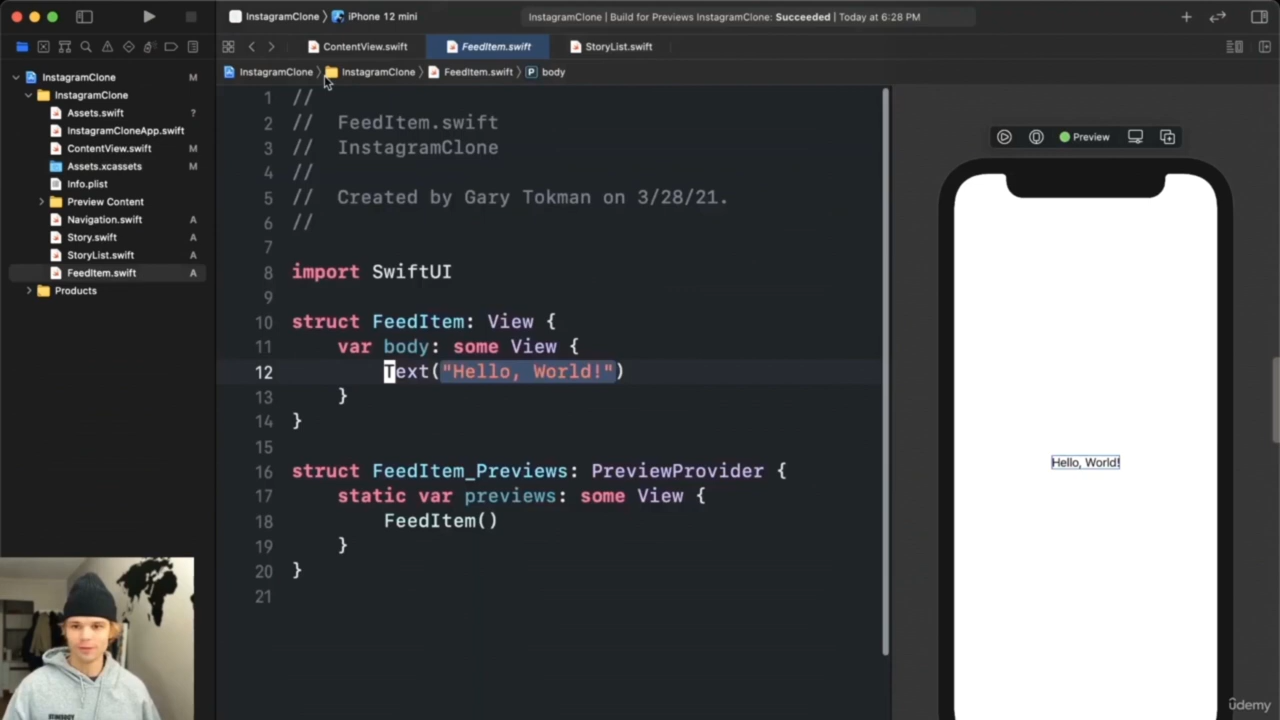 InstagramClone
iPhone 12 mini
InstagramClone | Build for Previews InstagramClone: Succeeded | Today at 6:28 PM
ContentView.swift
FeedItem.swift
StoryList.swift
InstagramClone
InstagramClone
FeedItem.swift
P body
InstagramClone M
InstagramClone
Assets.swift ?
InstagramCloneApp.swift
ContentView.swift M
Assets.xcassets M
Info.plist
Preview Content
Navigation.swift A
Story.swift A
StoryList.swift A
FeedItem.swift A
Products
1 //
2 // FeedItem.swift
3 // InstagramClone
4 //
5 // Created by Gary Tokman on 3/28/21.
6 //
7
8 import SwiftUI
9
10 struct FeedItem: View {
11 var body: some View {
12 Text("Hello, World!")
13 }
14 }
15
16 struct FeedItem_Previews: PreviewProvider {
17 static var previews: some View {
18 FeedItem()
19 }
20 }
21
Preview
Hello, World!
udemy